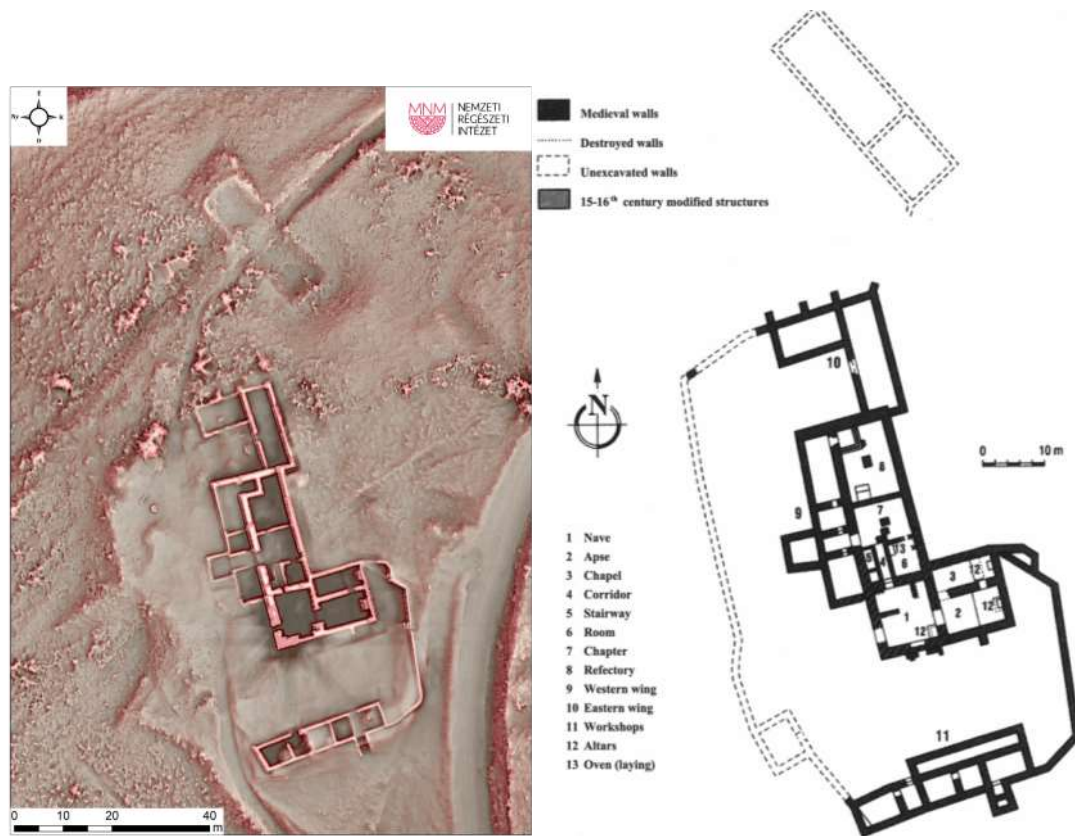 É
Ny
K
D
MNM
NEMZETI
RÉGÉSZETI
INTÉZET
0 10 20 40
m
Medieval walls
Destroyed walls
Unexcavated walls
15-16th century modified structures
N
0 10 m
1 Nave
2 Apse
3 Chapel
4 Corridor
5 Stairway
6 Room
7 Chapter
8 Refectory
9 Western wing
10 Eastern wing
11 Workshops
12 Altars
13 Oven (laying)
10
8
9
7
13
5
4
6
3
12
1
2
12
12
11